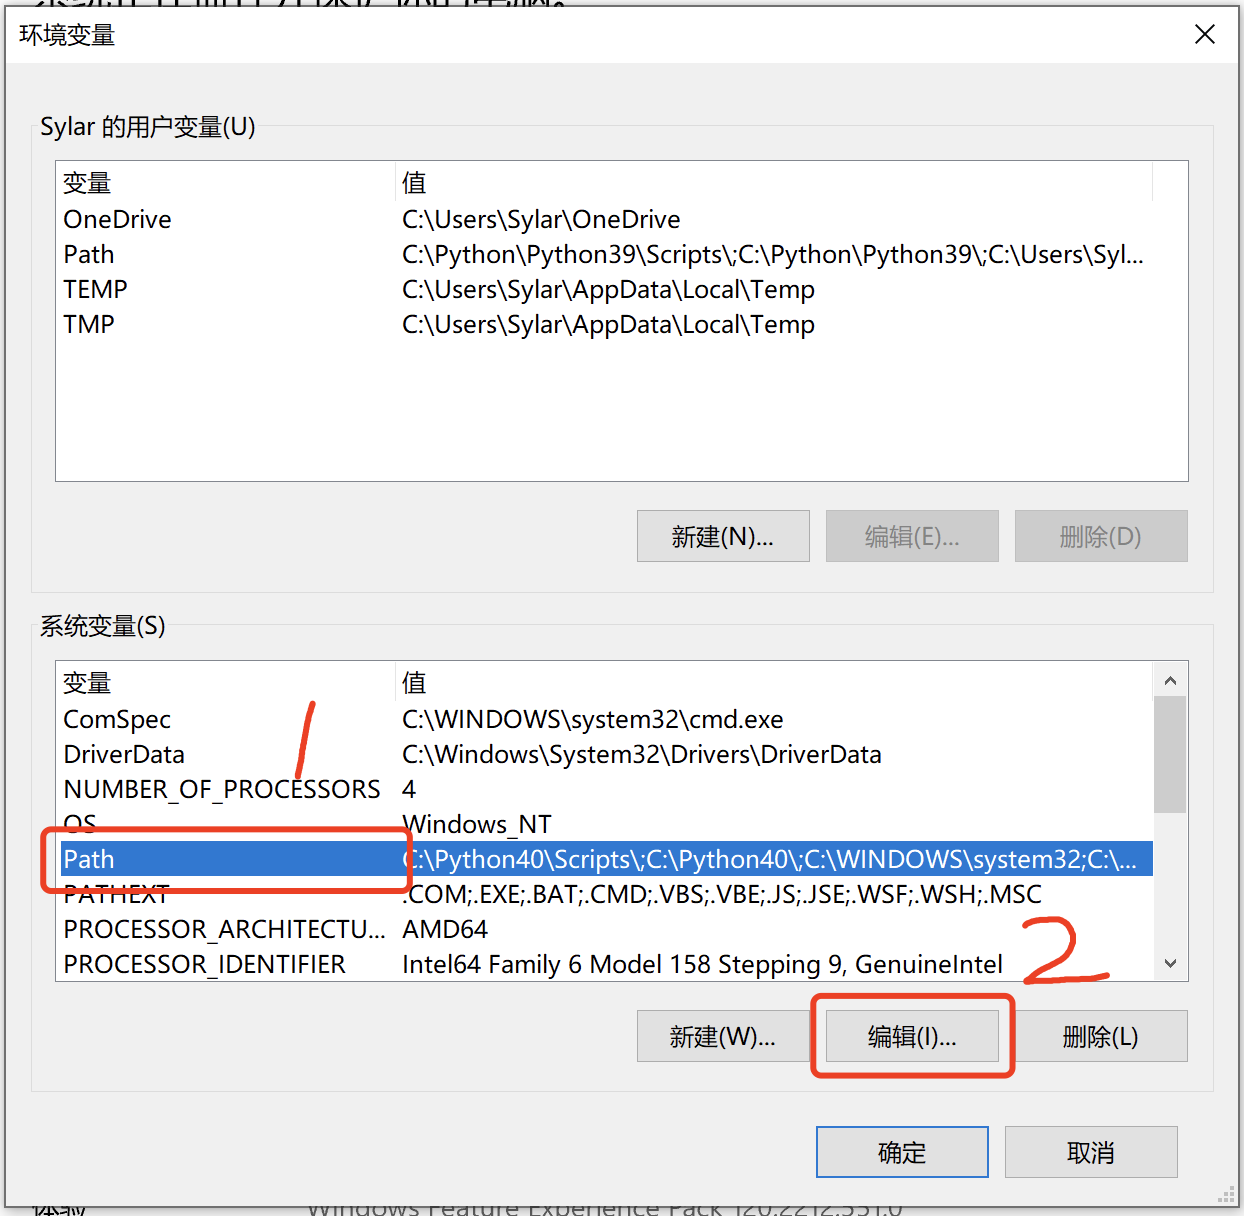 环境变量
Sylar 的用户变量(U)
变量 值
OneDrive C:\Users\Sylar\OneDrive
Path C:\Python\Python39\Scripts\;C:\Python\Python39\;C:\Users\Syl...
TEMP C:\Users\Sylar\AppData\Local\Temp
TMP C:\Users\Sylar\AppData\Local\Temp
新建(N)... 编辑(E)... 删除(D)
系统变量(S)
变量 值
ComSpec C:\WINDOWS\system32\cmd.exe
1
DriverData C:\Windows\System32\Drivers\DriverData
NUMBER_OF_PROCESSORS 4
OS Windows_NT
Path C:\Python40\Scripts\;C:\Python40\;C:\WINDOWS\system32;C:\...
PATHEXT .COM;.EXE;.BAT;.CMD;.VBS;.VBE;.JS;.JSE;.WSF;.WSH;.MSC
PROCESSOR_ARCHITECTU... AMD64
PROCESSOR_IDENTIFIER Intel64 Family 6 Model 158 Stepping 9, GenuineIntel
2
新建(W)... 编辑(I)... 删除(L)
确定 取消
体验 Windows Feature Experience Pack 120.2212.551.0